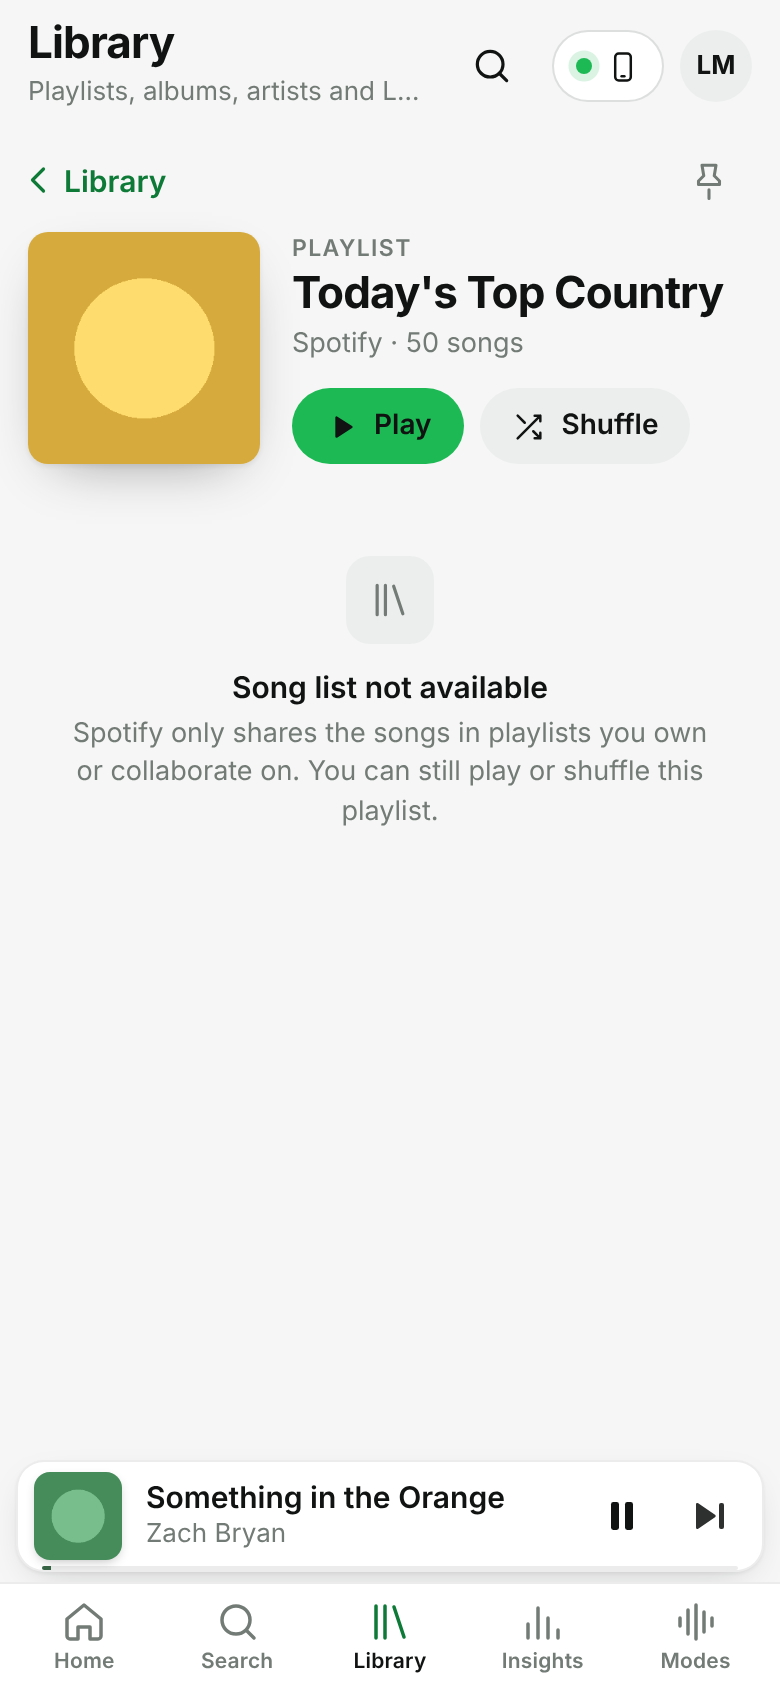 Library
Playlists, albums, artists and L...
LM
Library
PLAYLIST
Today's Top Country
Spotify · 50 songs
Play
Shuffle
Song list not available
Spotify only shares the songs in playlists you own
or collaborate on. You can still play or shuffle this
playlist.
Something in the Orange
Zach Bryan
Home
Search
Library
Insights
Modes